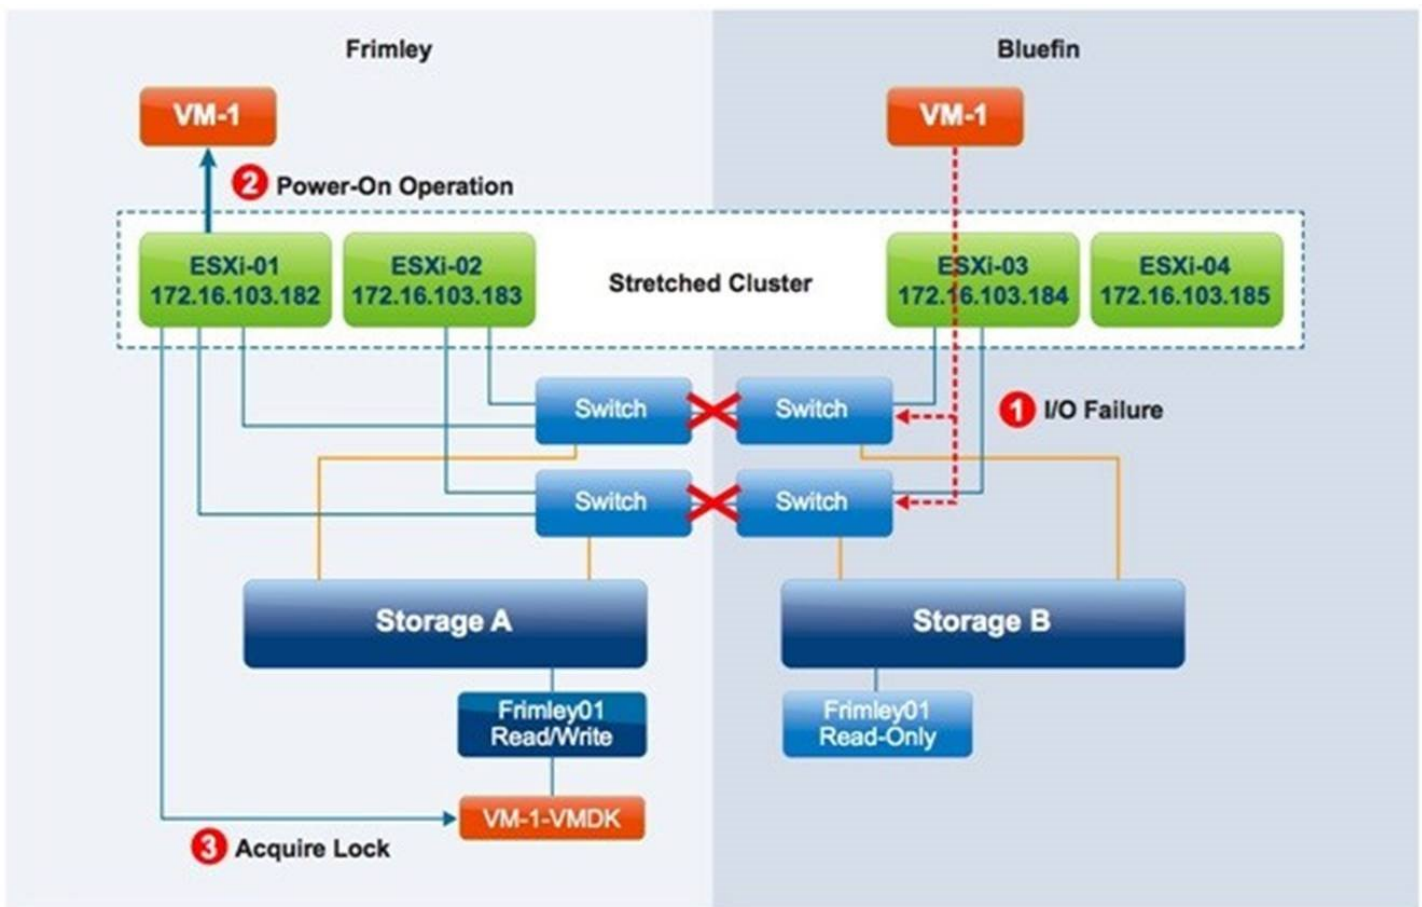 Frimley
Bluefin
VM-1
VM-1
2 Power-On Operation
ESXi-01
172.16.103.182
ESXi-02
172.16.103.183
Stretched Cluster
ESXi-03
172.16.103.184
ESXi-04
172.16.103.185
Switch
Switch
1 I/O Failure
Switch
Switch
Storage A
Storage B
Frimley01
Read/Write
Frimley01
Read-Only
VM-1-VMDK
3 Acquire Lock